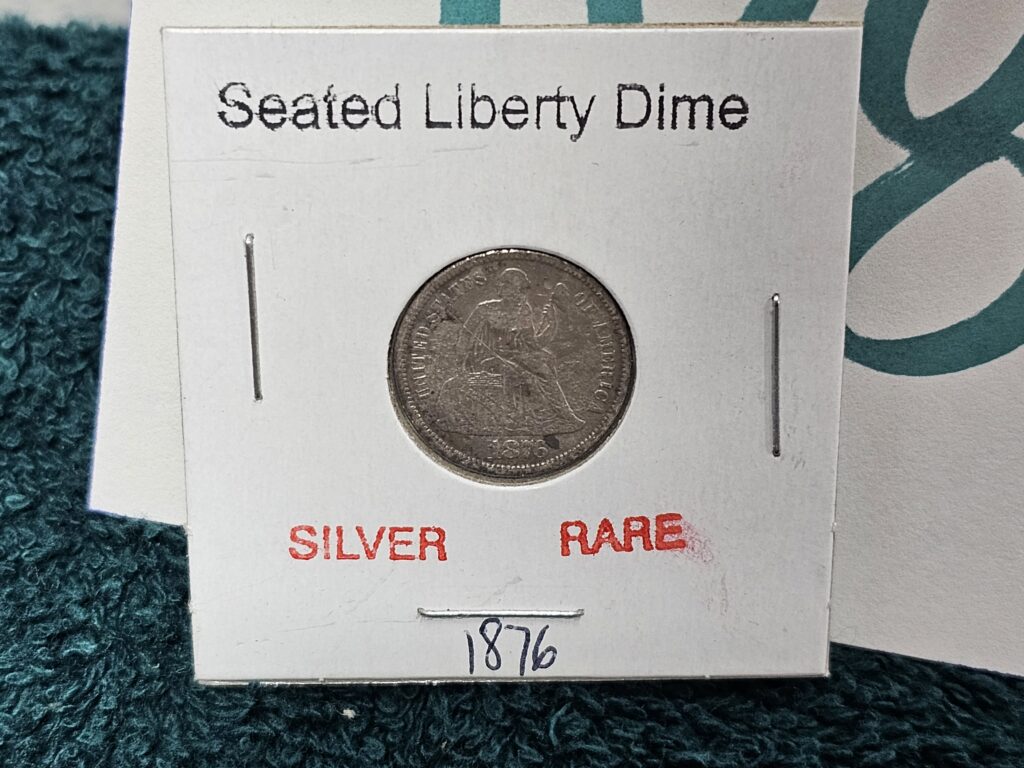 Seated Liberty Dime
UNITED STATES OF AMERICA
1876
SILVER RARE
1876